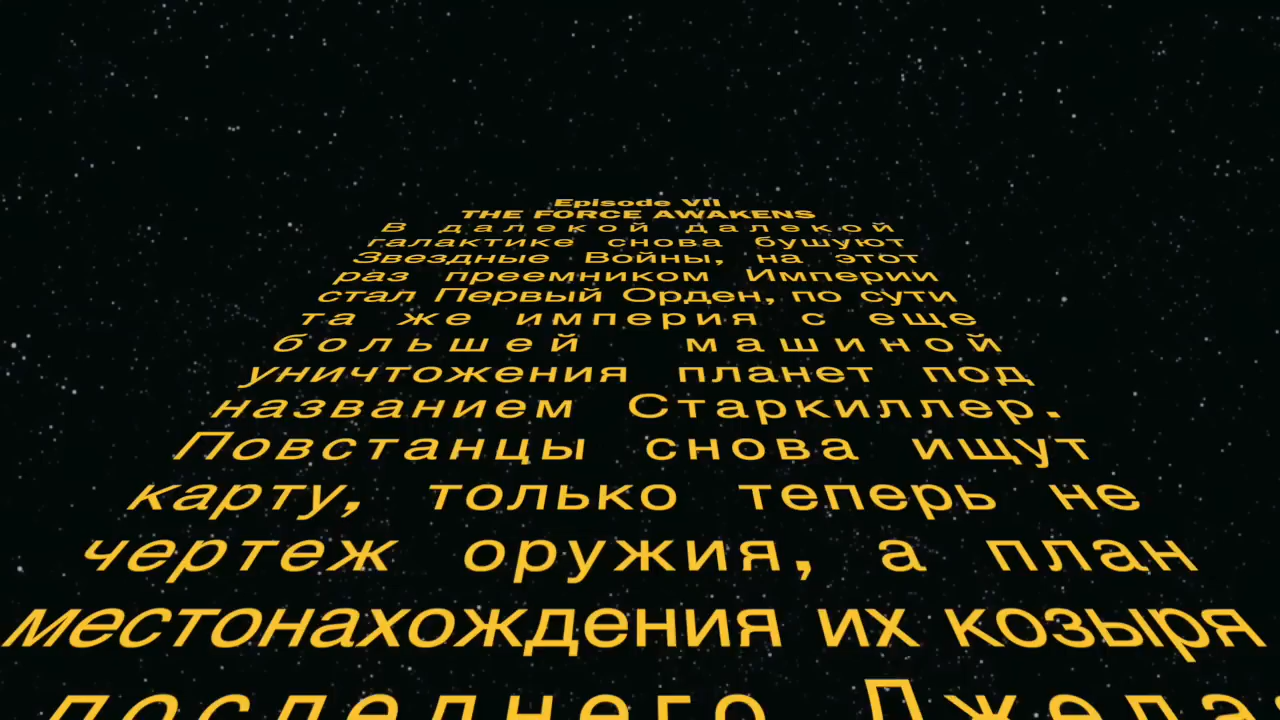 Episode VII
THE FORCE AWAKENS
В далекой далекой
галактике снова бушуют
Звездные Войны, на этот
раз преемником Империи
стал Первый Орден, по сути
та же империя с еще
большей машиной
уничтожения планет под
названием Старкиллер.
Повстанцы снова ищут
карту, только теперь не
чертеж оружия, а план
местонахождения их козыря
последнего Джедая